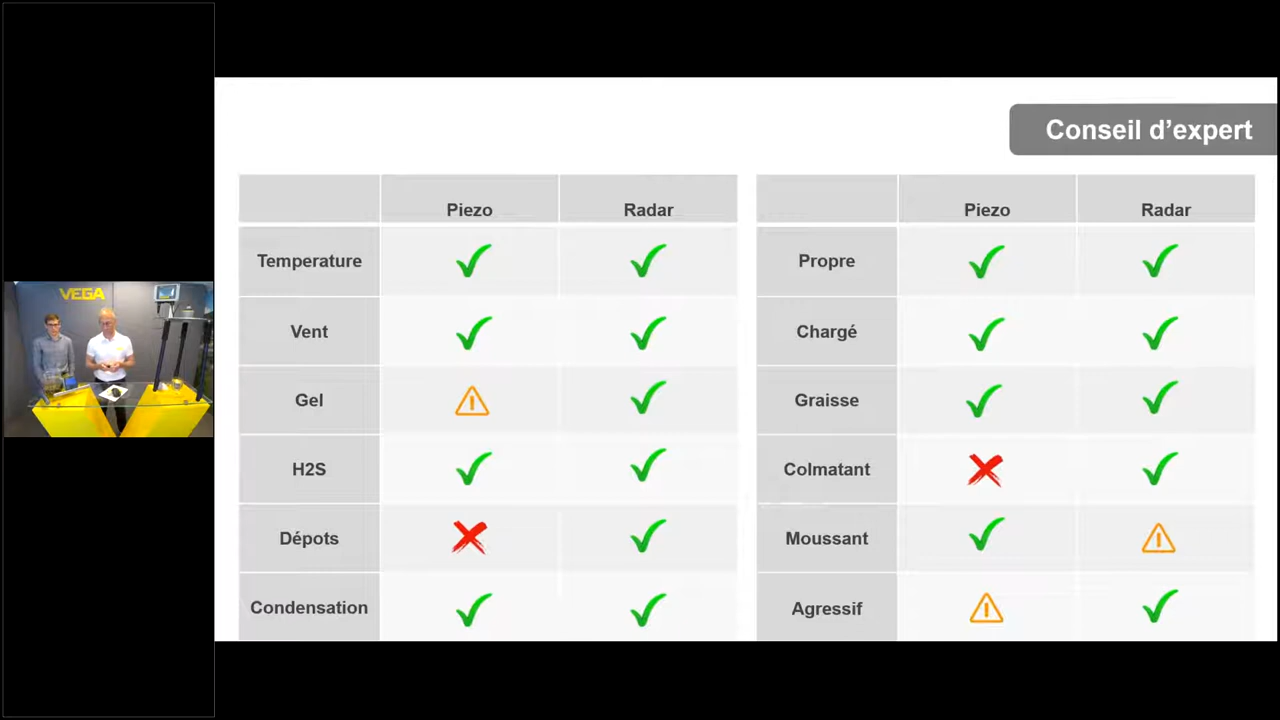 VEGA
Conseil d’expert
Piezo Radar
Temperature
Vent
Gel
H2S
Dépots
Condensation
Piezo Radar
Propre
Chargé
Graisse
Colmatant
Moussant
Agressif